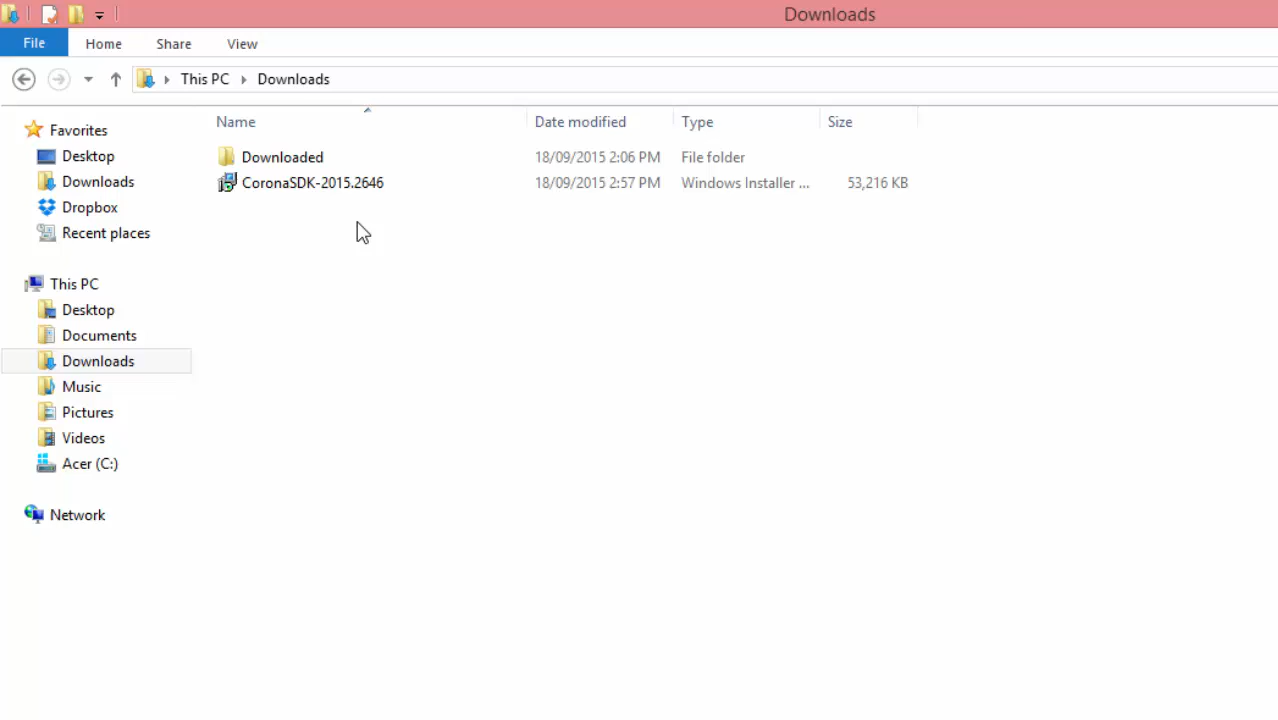 Downloads
File Home Share View
This PC Downloads
Name Date modified Type Size
Favorites
Downloaded 18/09/2015 2:06 PM File folder
Desktop
CoronaSDK-2015.2646 18/09/2015 2:57 PM Windows Installer ... 53,216 KB
Downloads
Dropbox
Recent places
This PC
Desktop
Documents
Downloads
Music
Pictures
Videos
Acer (C:)
Network